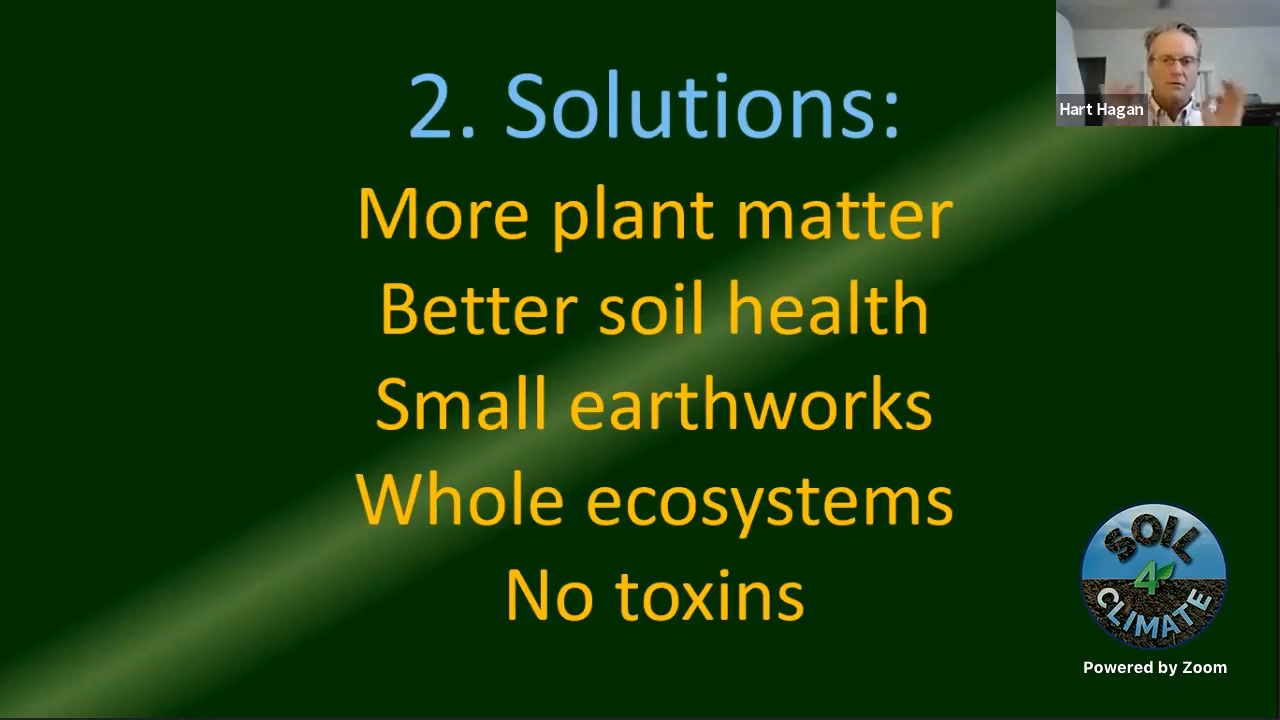 2. Solutions:
Hart Hagan
More plant matter
Better soil health
Small earthworks
Whole ecosystems
No toxins
SOIL
4
CLIMATE
Powered by Zoom